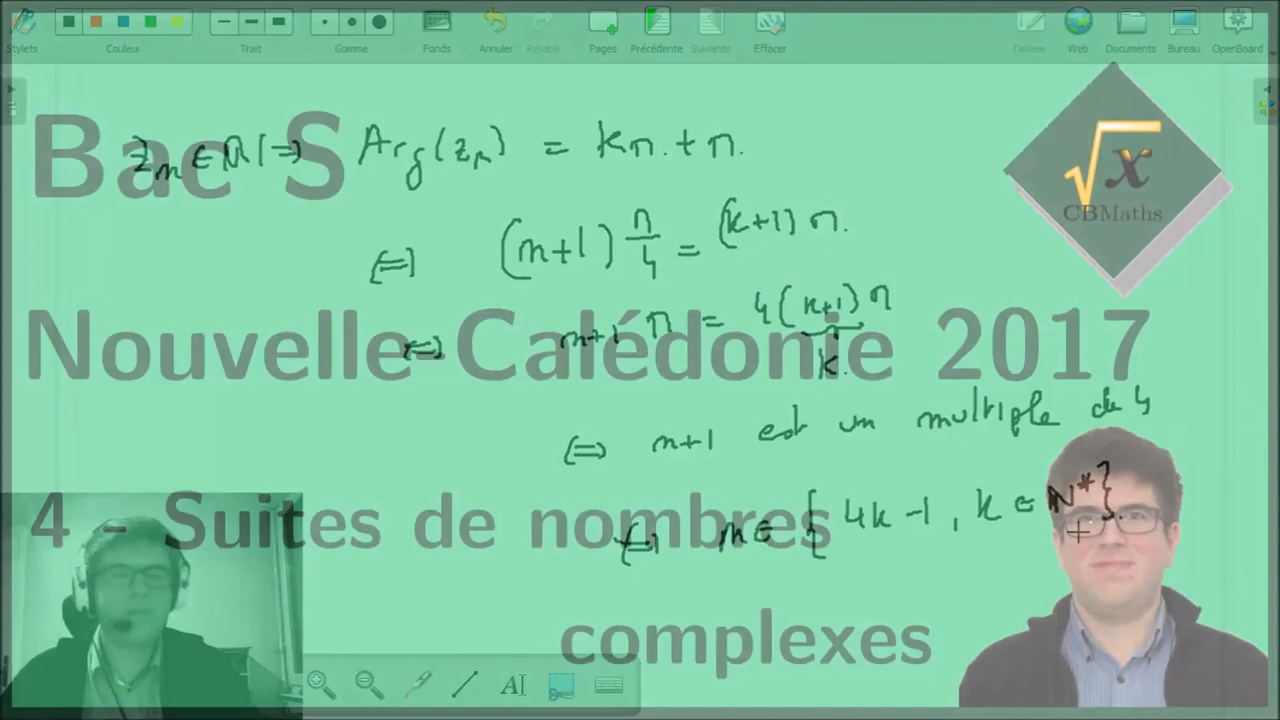 Stylets Couleur Trait Gomme Fonds Annuler Rétablir Pages Précédente Suivante Effacer Tableau Web Documents Bureau OpenBoard
Bac S
z_n ∈ ℝ ⟺ Arg(z_n) = kπ + π.
√x
CBMaths
⟺ (n+1) π/4 = (k+1) π.
Nouvelle-Calédonie 2017
⟺ n+1 π = 4(k+1) π
k.
⟺ n+1 est un multiple de 4
4 - Suites de nombres
⟺ n ∈ {4k-1, k ∈ N*}.
complexes
AI